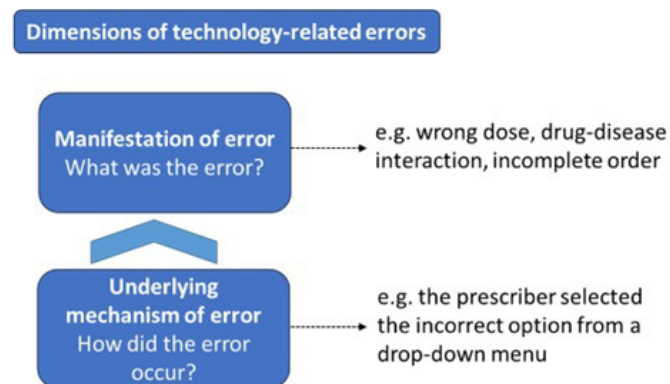 Dimensions of technology-related errors
Manifestation of error
What was the error?
e.g. wrong dose, drug-disease
interaction, incomplete order
Underlying
mechanism of error
How did the error
occur?
e.g. the prescriber selected
the incorrect option from a
drop-down menu